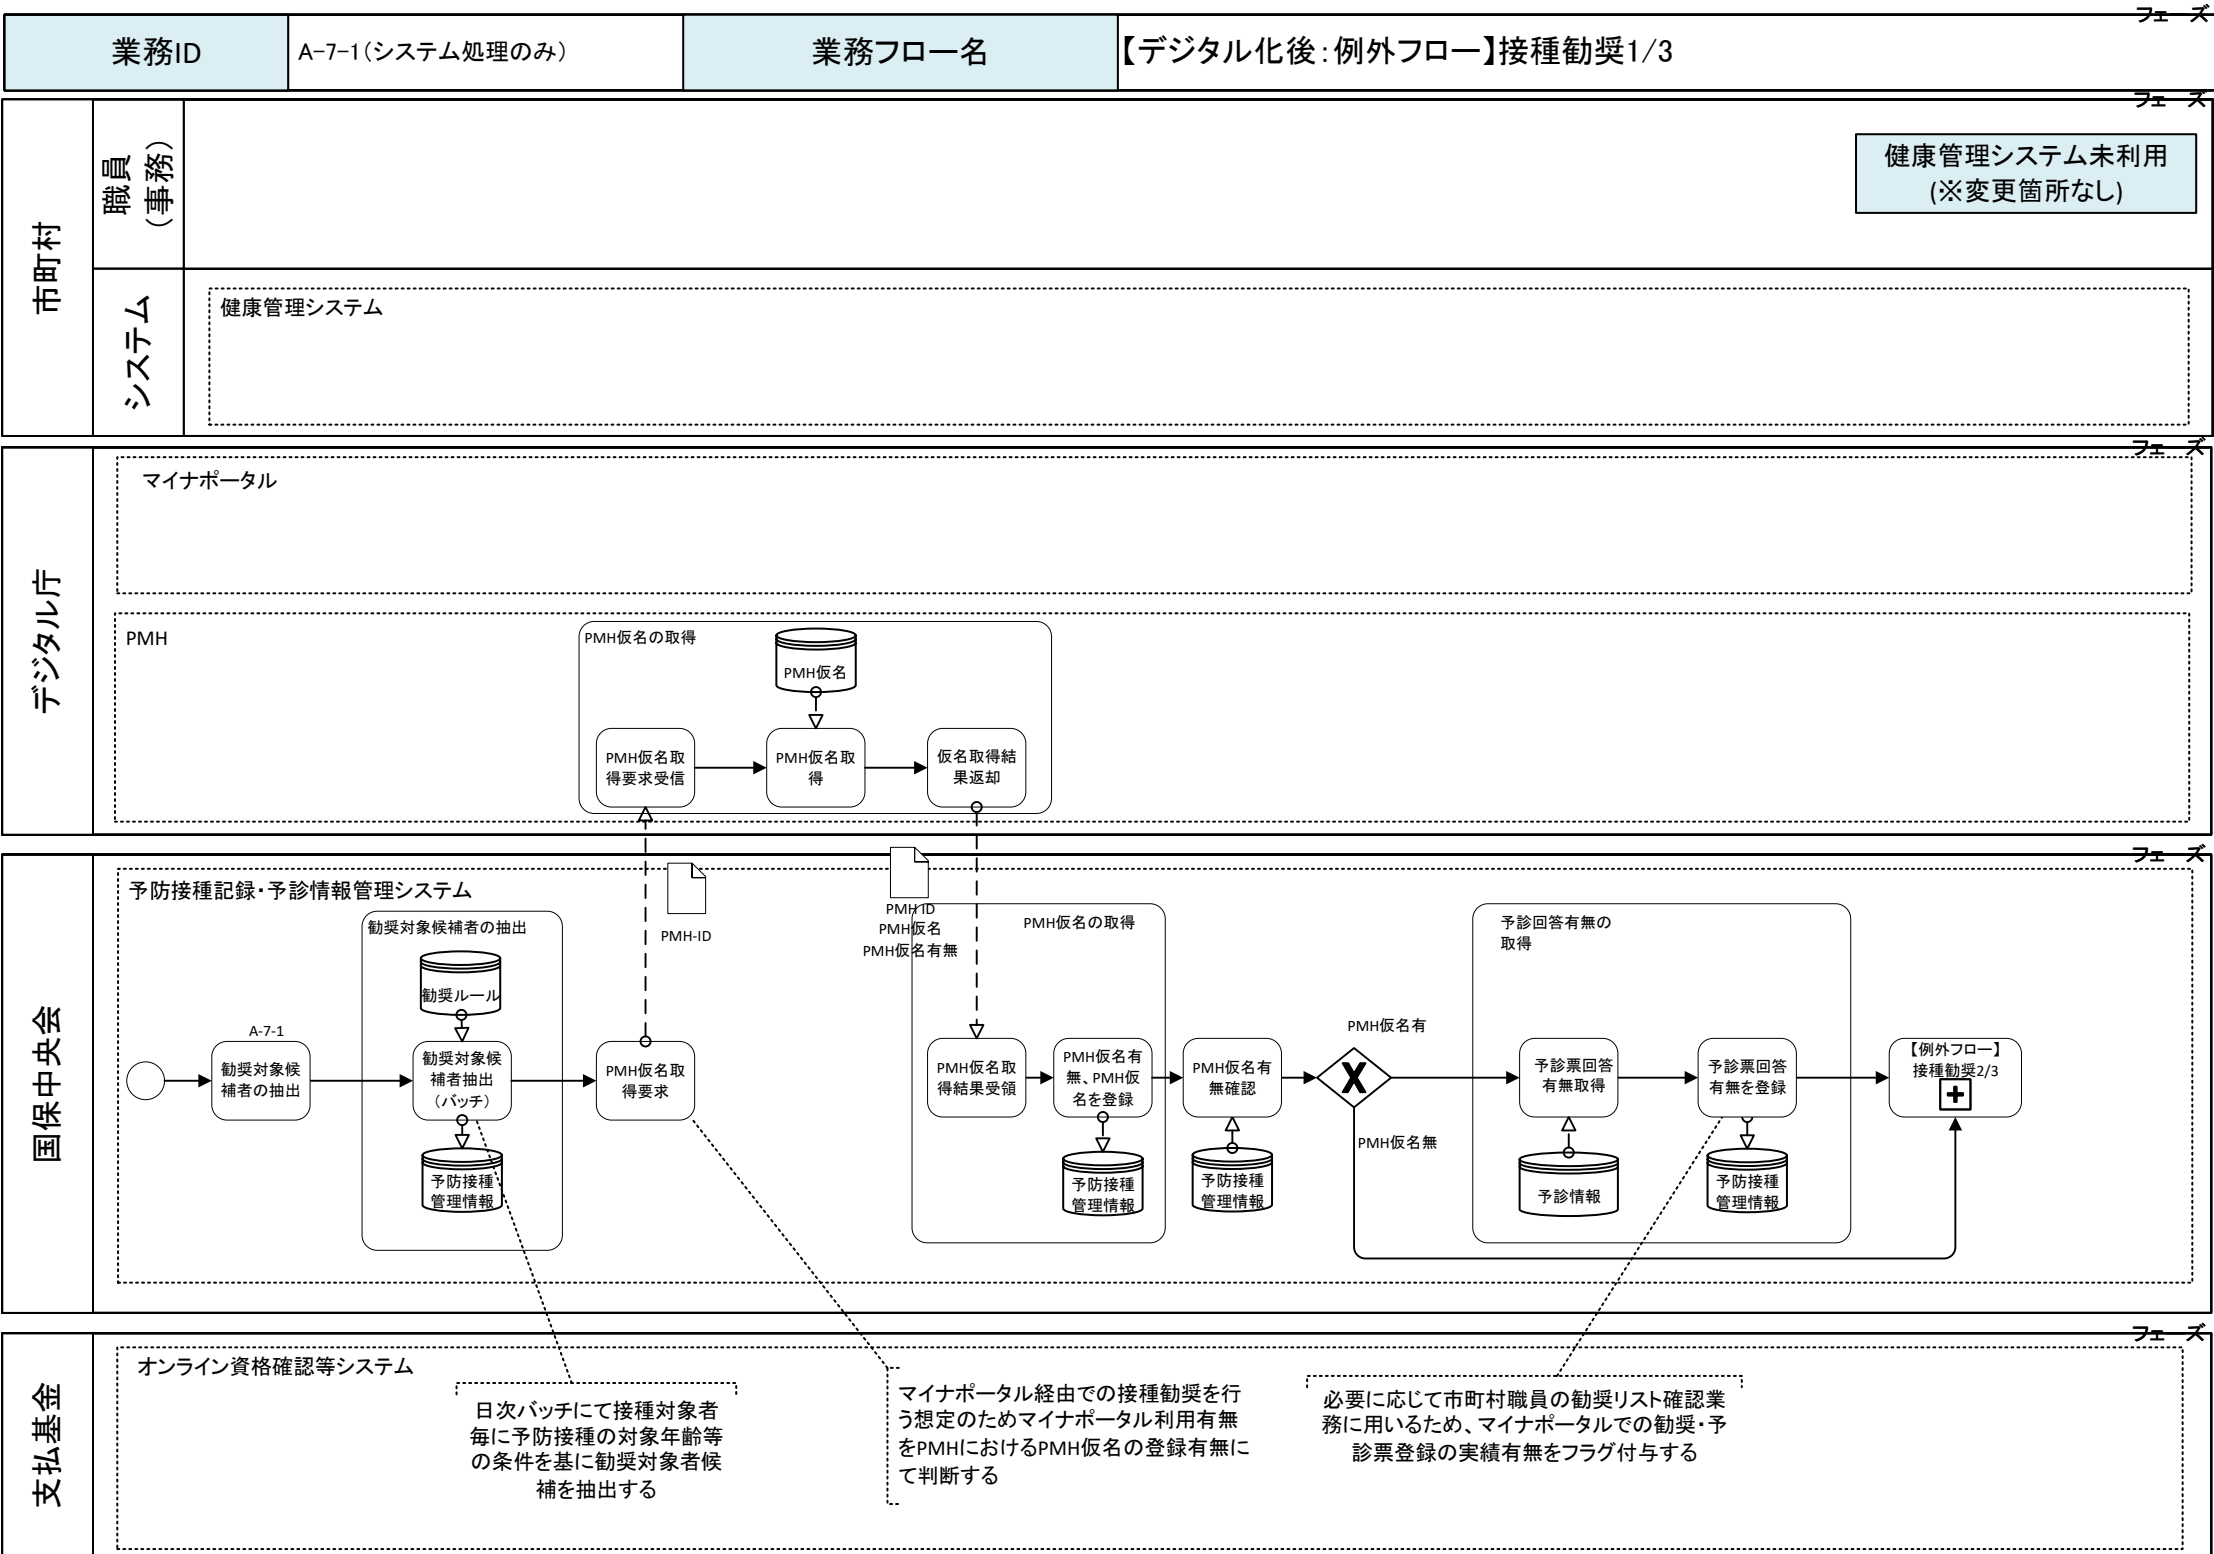 フェーズ
業務ID
A-7-1(システム処理のみ)
業務フロー名
【デジタル化後:例外フロー】接種勧奨1/3
フェーズ
市町村
職員
(事務)
健康管理システム未利用
(※変更箇所なし)
システム
健康管理システム
フェーズ
デジタル庁
マイナポータル
PMH
PMH仮名の取得
PMH仮名
PMH仮名取
得要求受信
PMH仮名取
得
仮名取得結
果返却
フェーズ
国保中央会
予防接種記録・予診情報管理システム
勧奨対象候補者の抽出
勧奨ルール
A-7-1
勧奨対象候
補者の抽出
勧奨対象候
補者抽出
(バッチ)
予防接種
管理情報
PMH仮名取
得要求
PMH-ID
PMH ID
PMH仮名
PMH仮名有無
PMH仮名の取得
PMH仮名取
得結果受領
PMH仮名有
無、PMH仮
名を登録
予防接種
管理情報
PMH仮名有
無確認
予防接種
管理情報
PMH仮名有
X
PMH仮名無
予診回答有無の
取得
予診票回答
有無取得
予診情報
予診票回答
有無を登録
予防接種
管理情報
【例外フロー】
接種勧奨2/3
フェーズ
支払基金
オンライン資格確認等システム
日次バッチにて接種対象者
毎に予防接種の対象年齢等
の条件を基に勧奨対象者候
補を抽出する
マイナポータル経由での接種勧奨を行
う想定のためマイナポータル利用有無
をPMHにおけるPMH仮名の登録有無に
て判断する
必要に応じて市町村職員の勧奨リスト確認業
務に用いるため、マイナポータルでの勧奨・予
診票登録の実績有無をフラグ付与する